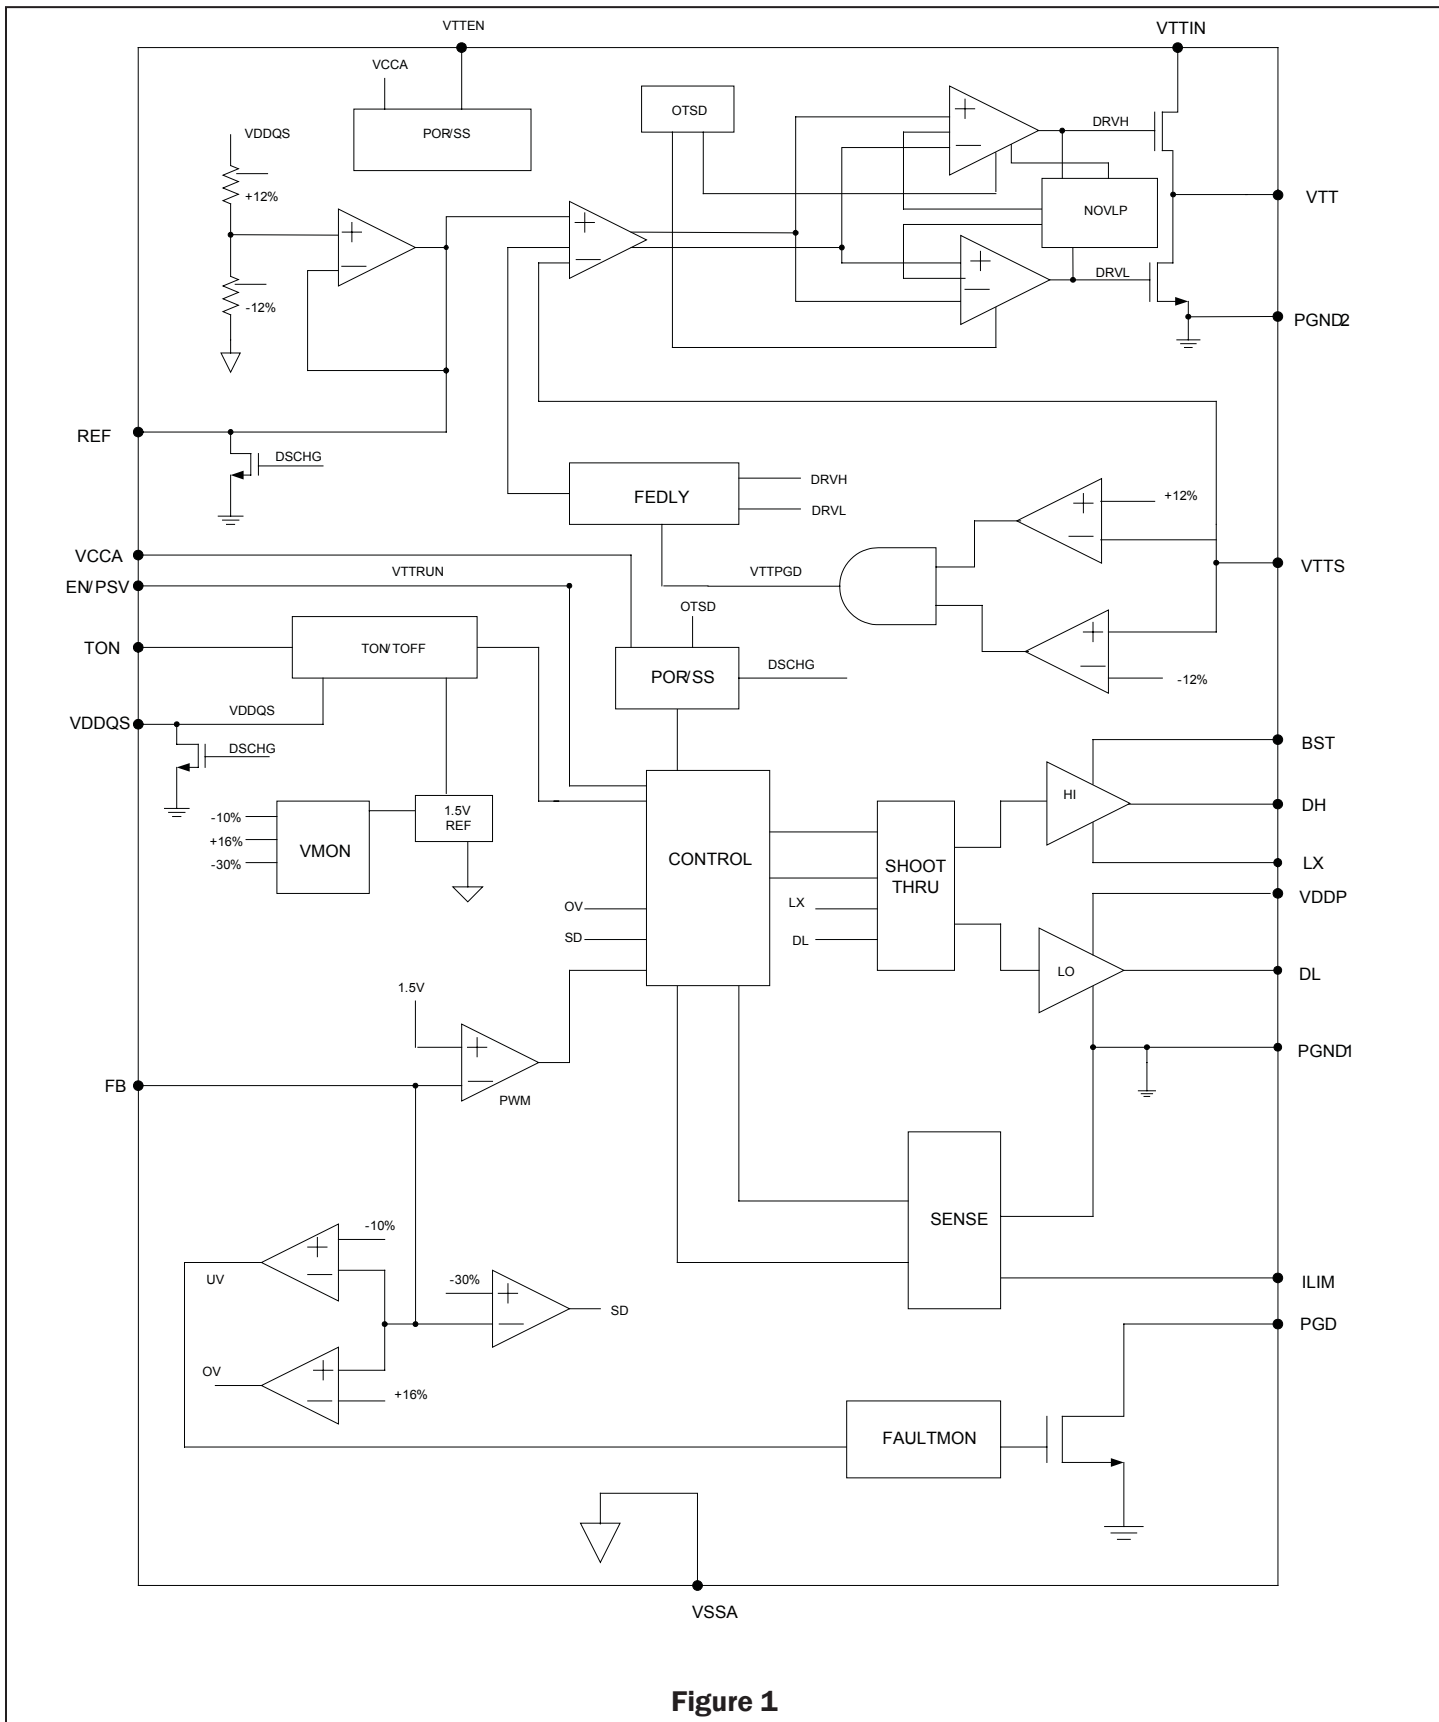 VTTEN
VTTIN
VCCA
POR/SS
OTSD
VDDQS
+12%
-12%
+
—
+
—
+
—
DRVH
NOVLP
VTT
+
—
DRVL
PGND2
REF
DSCHG
FEDLY
DRVH
DRVL
+
—
+12%
VCCA
EN/PSV
VTTRUN
VTTPGD
VTTS
OTSD
TON
TON/TOFF
POR/SS
DSCHG
+
—
-12%
VDDQS
VDDQS
DSCHG
BST
HI
DH
LX
-10%
+16%
-30%
VMON
1.5V
REF
CONTROL
SHOOT
THRU
VDDP
OV
SD
LX
DL
LO
DL
1.5V
+
—
PWM
PGND1
FB
SENSE
-10%
+
—
UV
-30%
+
—
SD
ILIM
PGD
OV
+
—
+16%
FAULTMON
VSSA
Figure 1